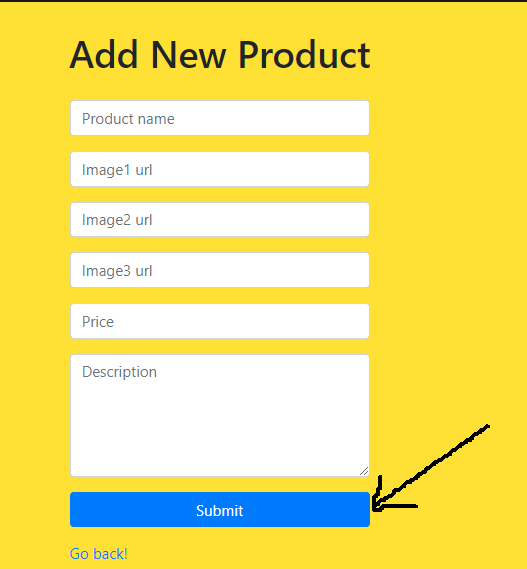 Add New Product
Product name
Image1 url
Image2 url
Image3 url
Price
Description
Submit
Go back!